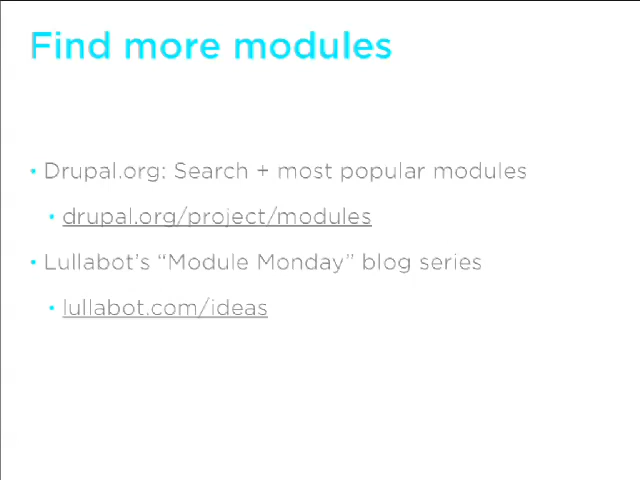 Find more modules
• Drupal.org: Search + most popular modules
• drupal.org/project/modules
• Lullabot’s “Module Monday” blog series
• lullabot.com/ideas